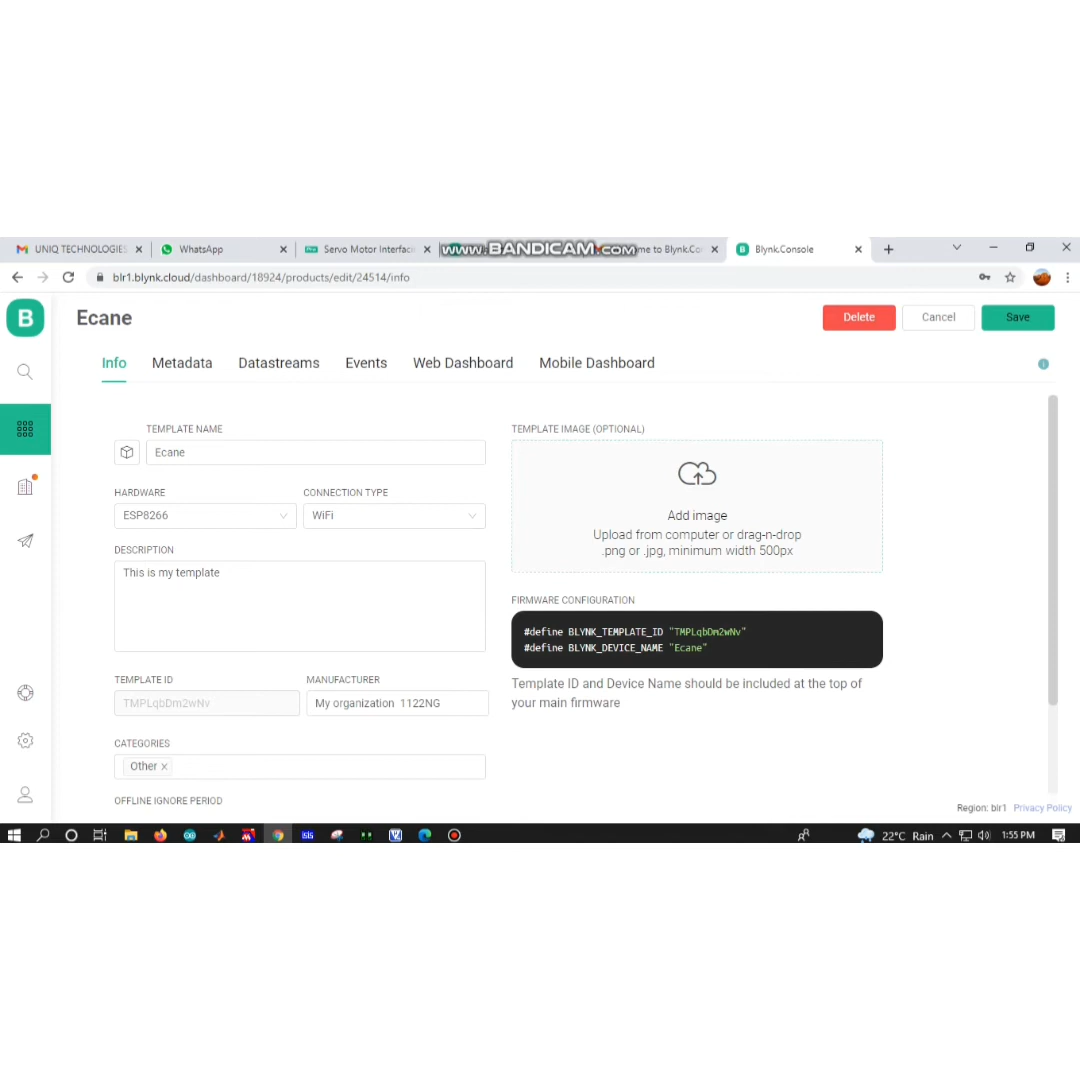 UNIQ TECHNOLOGIES
WhatsApp
Servo Motor Interfaci
WWW.BANDICAM.COM
me to Blynk.Co
Blynk.Console
blr1.blynk.cloud/dashboard/18924/products/edit/24514/info
B
Ecane
Delete
Cancel
Save
Info
Metadata
Datastreams
Events
Web Dashboard
Mobile Dashboard
TEMPLATE NAME
Ecane
HARDWARE
CONNECTION TYPE
ESP8266
WiFi
DESCRIPTION
This is my template
TEMPLATE ID
MANUFACTURER
TMPLqbDm2wNv
My organization 1122NG
CATEGORIES
Other ×
OFFLINE IGNORE PERIOD
TEMPLATE IMAGE (OPTIONAL)
Add image
Upload from computer or drag-n-drop
.png or .jpg, minimum width 500px
FIRMWARE CONFIGURATION
#define BLYNK_TEMPLATE_ID "TMPLqbDm2wNv"
#define BLYNK_DEVICE_NAME "Ecane"
Template ID and Device Name should be included at the top of
your main firmware
Region: blr1 Privacy Policy
22°C Rain
1:55 PM